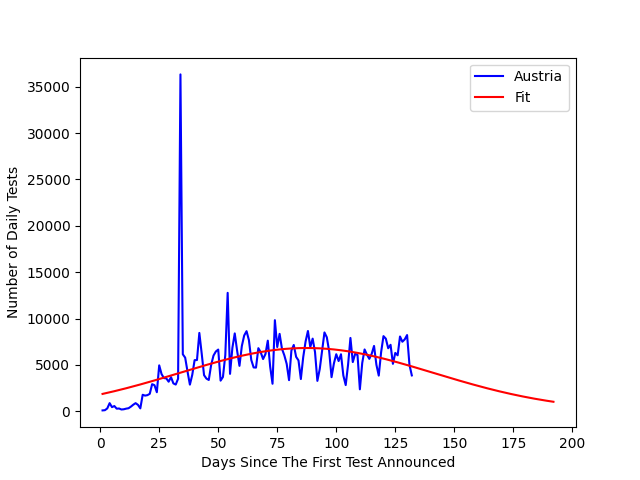 Austria
Fit
Number of Daily Tests
35000
30000
25000
20000
15000
10000
5000
0
0 25 50 75 100 125 150 175 200
Days Since The First Test Announced